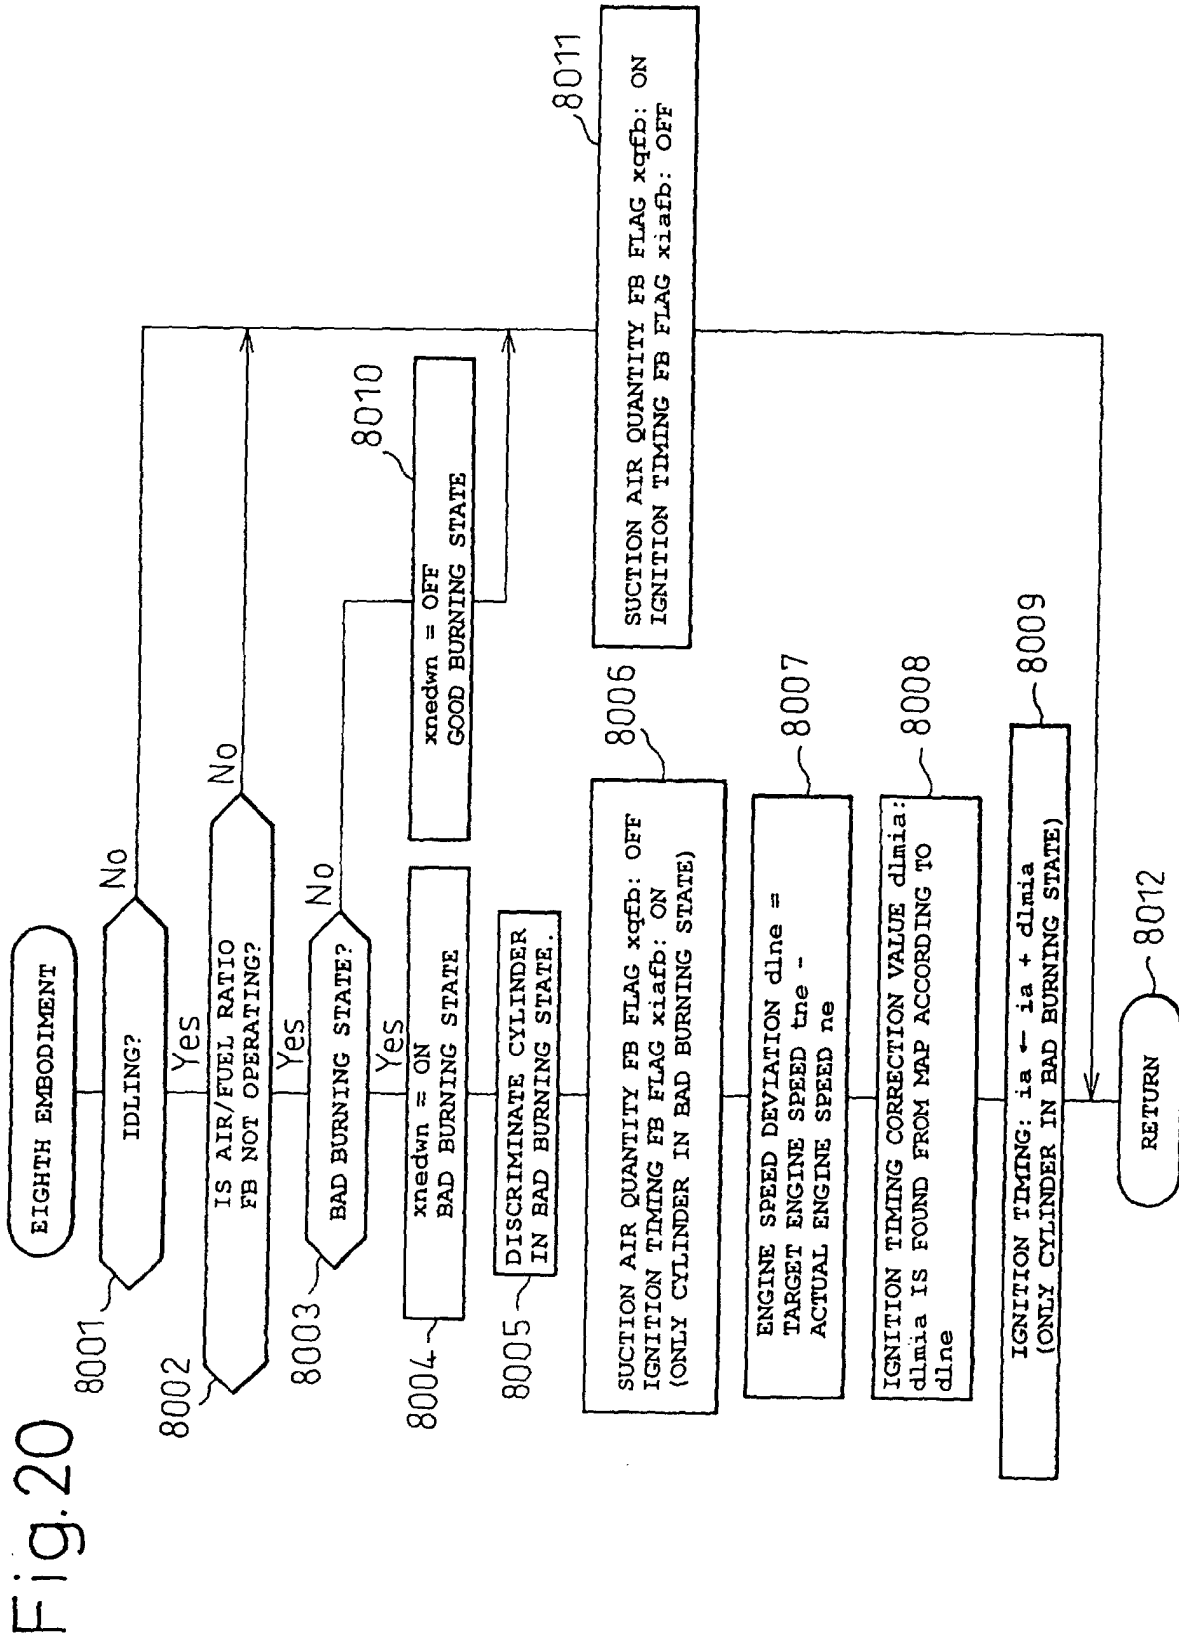 Fig.20
EIGHTH EMBODIMENT
8001
IDLING?
No
Yes
8002
IS AIR/FUEL RATIO
FB NOT OPERATING?
No
Yes
8003
BAD BURNING STATE?
No
Yes
8004
xnedwn = ON
BAD BURNING STATE
8010
xnedwn = OFF
GOOD BURNING STATE
8005
DISCRIMINATE CYLINDER
IN BAD BURNING STATE.
8006
SUCTION AIR QUANTITY FB FLAG xqfb: OFF
IGNITION TIMING FB FLAG xiafb: ON
(ONLY CYLINDER IN BAD BURNING STATE)
8011
SUCTION AIR QUANTITY FB FLAG xqfb: ON
IGNITION TIMING FB FLAG xiafb: OFF
8007
ENGINE SPEED DEVIATION dlne =
TARGET ENGINE SPEED tne -
ACTUAL ENGINE SPEED ne
8008
IGNITION TIMING CORRECTION VALUE dlmia:
dlmia IS FOUND FROM MAP ACCORDING TO
dlne
8009
IGNITION TIMING: ia ← ia + dlmia
(ONLY CYLINDER IN BAD BURNING STATE)
8012
RETURN